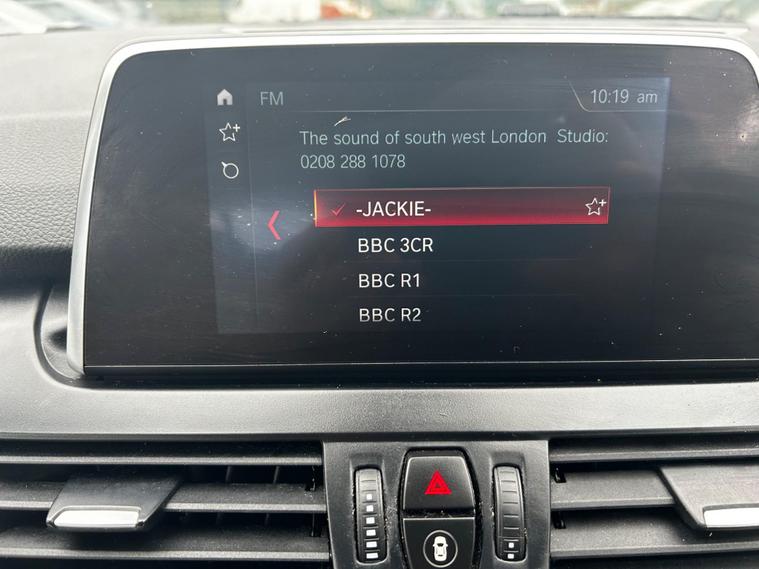 FM
10:19 am
The sound of south west London Studio:
0208 288 1078
-JACKIE-
BBC 3CR
BBC R1
BBC R2